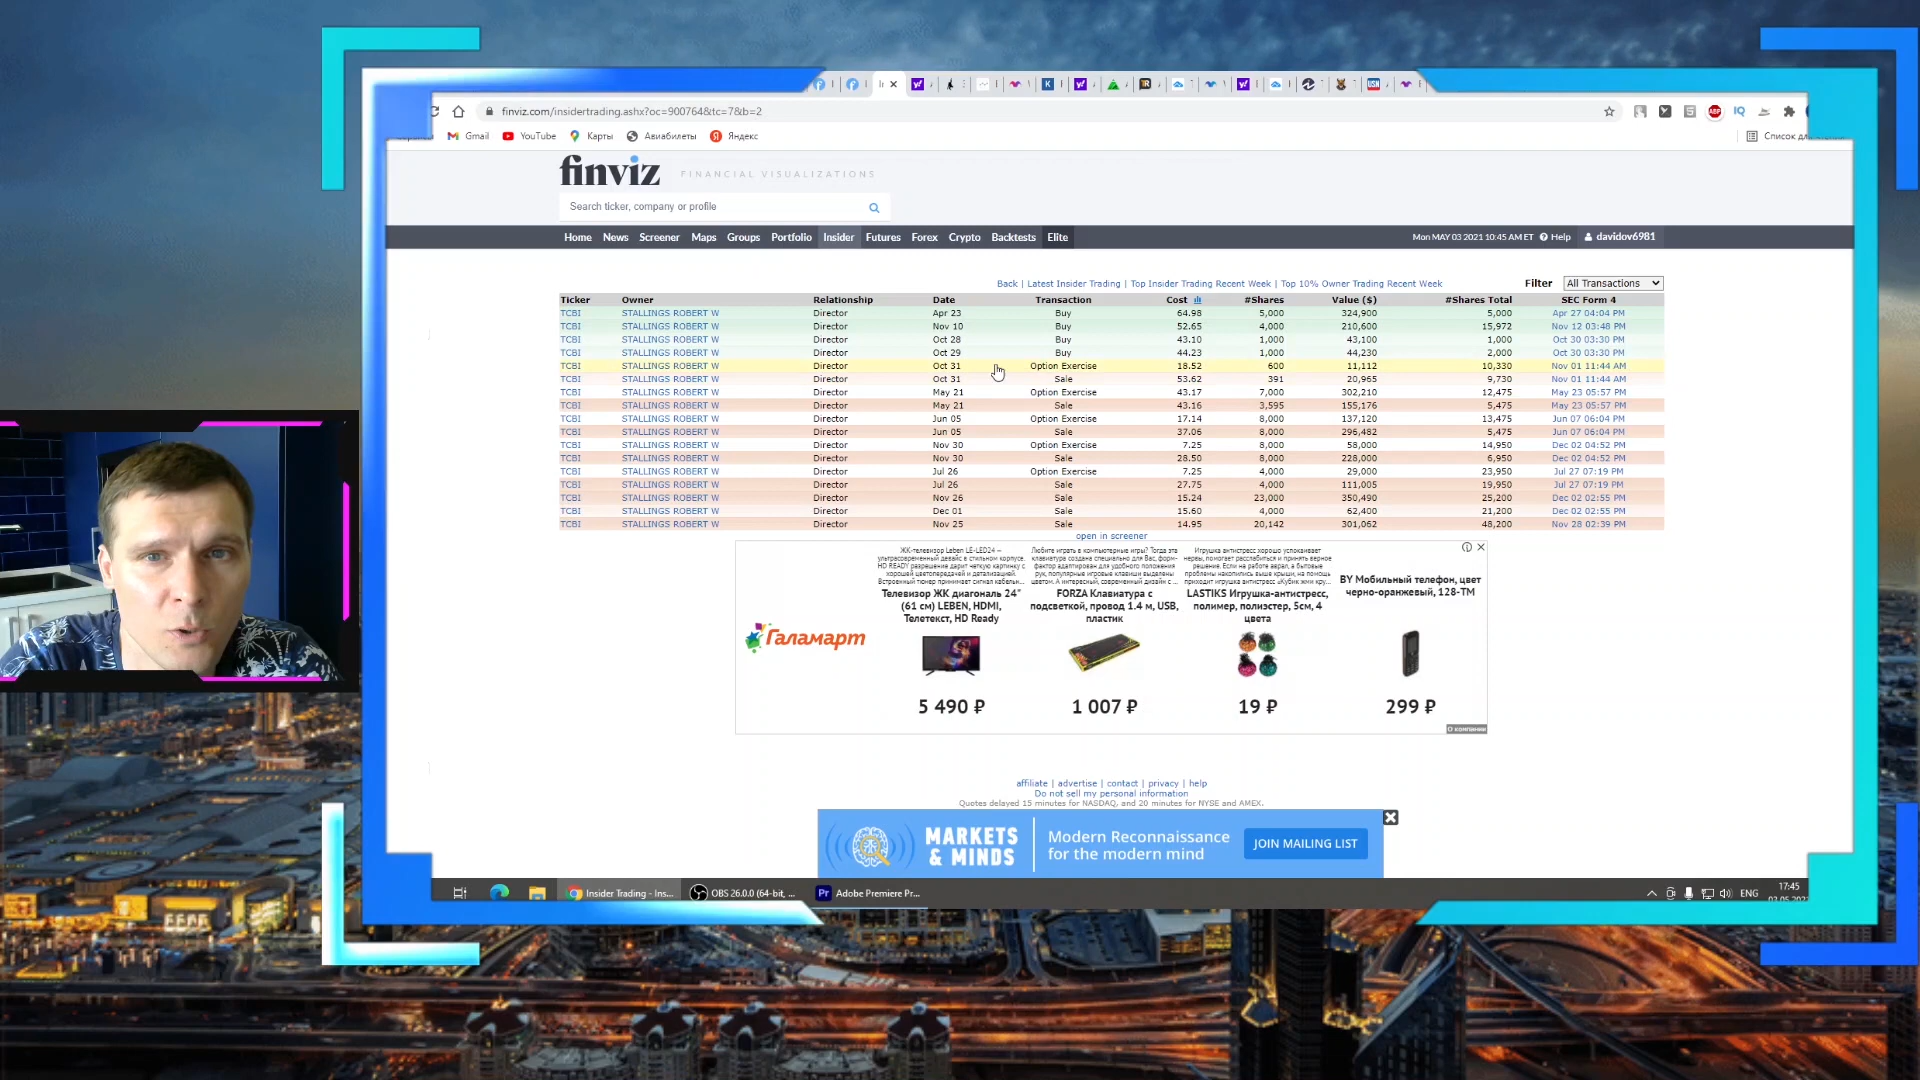 finviz.com/insidertrading.ashx?oc=900764&tc=7&b=2
Gmail YouTube Карты Авиабилеты Яндекс
finviz FINANCIAL VISUALIZATIONS
Search ticker, company or profile
Home News Screener Maps Groups Portfolio Insider Futures Forex Crypto Backtests Elite Mon MAY 03 2021 10:45 AM ET Help davidov6981
Back | Latest Insider Trading | Top Insider Trading Recent Week | Top 10% Owner Trading Recent Week Filter All Transactions
Ticker Owner Relationship Date Transaction Cost #Shares Value ($) #Shares Total SEC Form 4
TCBI STALLINGS ROBERT W Director Apr 23 Buy 64.98 5,000 324,900 5,000 Apr 27 04:04 PM
TCBI STALLINGS ROBERT W Director Nov 10 Buy 52.65 4,000 210,600 15,972 Nov 12 03:48 PM
TCBI STALLINGS ROBERT W Director Oct 28 Buy 43.10 1,000 43,100 1,000 Oct 30 03:30 PM
TCBI STALLINGS ROBERT W Director Oct 29 Buy 44.23 1,000 44,230 2,000 Oct 30 03:30 PM
TCBI STALLINGS ROBERT W Director Oct 31 Option Exercise 18.52 600 11,112 10,330 Nov 01 11:44 AM
TCBI STALLINGS ROBERT W Director Oct 31 Sale 53.62 391 20,965 9,730 Nov 01 11:44 AM
TCBI STALLINGS ROBERT W Director May 21 Option Exercise 43.17 7,000 302,210 12,475 May 23 05:57 PM
TCBI STALLINGS ROBERT W Director May 21 Sale 43.16 3,595 155,176 5,475 May 23 05:57 PM
TCBI STALLINGS ROBERT W Director Jun 05 Option Exercise 17.14 8,000 137,120 13,475 Jun 07 06:04 PM
TCBI STALLINGS ROBERT W Director Jun 05 Sale 37.06 8,000 296,482 5,475 Jun 07 06:04 PM
TCBI STALLINGS ROBERT W Director Nov 30 Option Exercise 7.25 8,000 58,000 14,950 Dec 02 04:52 PM
TCBI STALLINGS ROBERT W Director Nov 30 Sale 28.50 8,000 228,000 6,950 Dec 02 04:52 PM
TCBI STALLINGS ROBERT W Director Jul 26 Option Exercise 7.25 4,000 29,000 23,950 Jul 27 07:19 PM
TCBI STALLINGS ROBERT W Director Jul 26 Sale 27.75 4,000 111,005 19,950 Jul 27 07:19 PM
TCBI STALLINGS ROBERT W Director Nov 26 Sale 15.24 23,000 350,490 25,200 Dec 02 02:55 PM
TCBI STALLINGS ROBERT W Director Dec 01 Sale 15.60 4,000 62,400 21,200 Dec 02 02:55 PM
TCBI STALLINGS ROBERT W Director Nov 25 Sale 14.95 20,142 301,062 48,200 Nov 28 02:39 PM
open in screener
Галамарт
Телевизор ЖК диагональ 24"
(61 см) LEBEN, HDMI,
Телетекст, HD Ready
5 490 ₽
FORZA Клавиатура с
подсветкой, провод 1.4 м, USB,
пластик
1 007 ₽
LASTIKS Игрушка-антистресс,
полимер, полиэстер, 5см, 4
цвета
19 ₽
BY Мобильный телефон, цвет
черно-оранжевый, 128-TM
299 ₽
affiliate | advertise | contact | privacy | help
Do not sell my personal information
Quotes delayed 15 minutes for NASDAQ, and 20 minutes for NYSE and AMEX.
MARKETS
& MINDS
Modern Reconnaissance
for the modern mind
JOIN MAILING LIST
Insider Trading - Ins... OBS 26.0.0 (64-bit, ... Adobe Premiere Pr... ENG 17:45